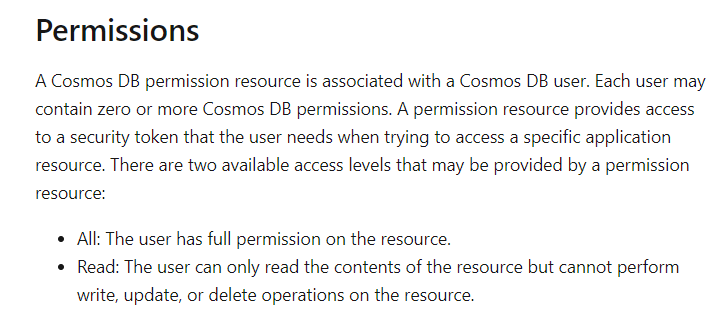 Permissions
A Cosmos DB permission resource is associated with a Cosmos DB user. Each user may
contain zero or more Cosmos DB permissions. A permission resource provides access
to a security token that the user needs when trying to access a specific application
resource. There are two available access levels that may be provided by a permission
resource:
• All: The user has full permission on the resource.
• Read: The user can only read the contents of the resource but cannot perform
write, update, or delete operations on the resource.